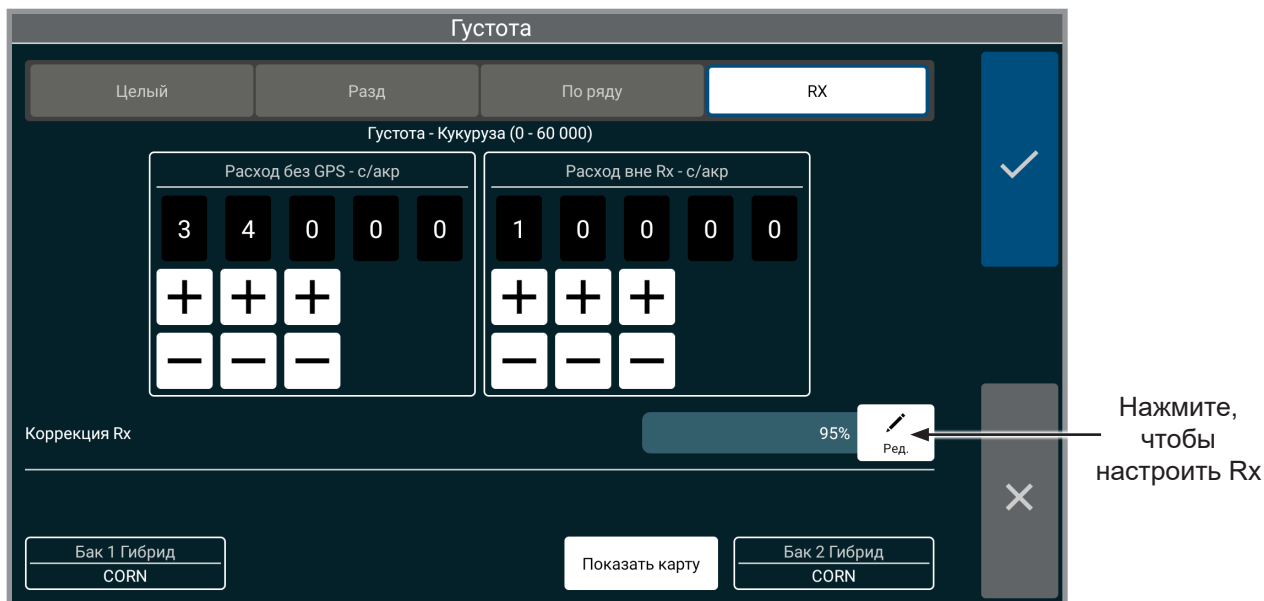 Густота
Целый Разд По ряду RX
Густота - Кукуруза (0 - 60 000)
Расход без GPS - с/акр Расход вне Rx - с/акр
3 4 0 0 0 1 0 0 0 0
Коррекция Rx 95% Ред.
Нажмите,
чтобы
настроить Rx
Бак 1 Гибрид
CORN
Показать карту
Бак 2 Гибрид
CORN